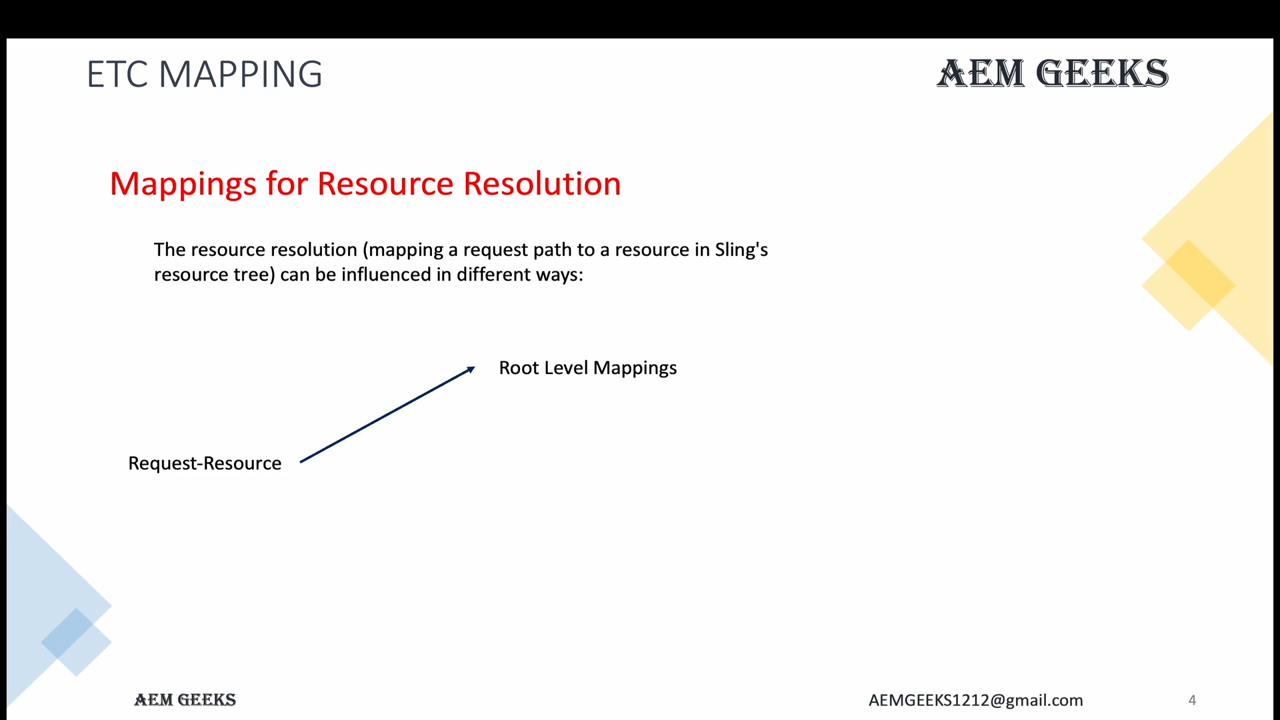 ETC MAPPING
AEM GEEKS
Mappings for Resource Resolution
The resource resolution (mapping a request path to a resource in Sling's
resource tree) can be influenced in different ways:
Root Level Mappings
Request-Resource
AEM GEEKS
AEMGEEKS1212@gmail.com
4